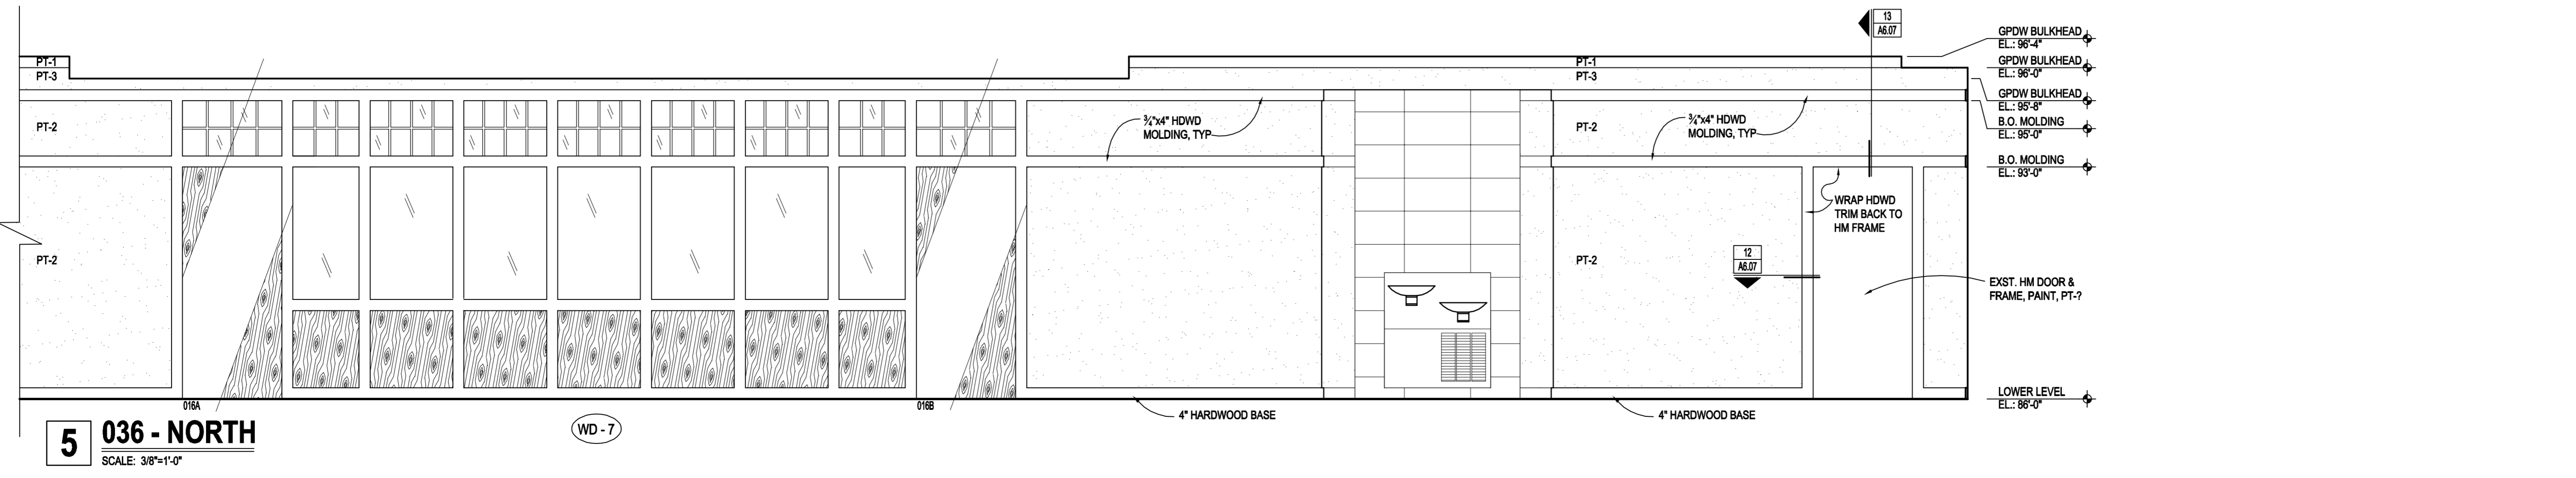 13
A6.07
GPDW BULKHEAD
EL.: 96'-4"
GPDW BULKHEAD
EL.: 96'-0"
GPDW BULKHEAD
EL.: 95'-8"
B.O. MOLDING
EL.: 95'-0"
B.O. MOLDING
EL.: 93'-0"
LOWER LEVEL
EL.: 86'-0"
PT-1
PT-3
PT-2
PT-2
PT-1
PT-3
PT-2
PT-2
¾"x4" HDWD
MOLDING, TYP
¾"x4" HDWD
MOLDING, TYP
WRAP HDWD
TRIM BACK TO
HM FRAME
12
A6.07
EXST. HM DOOR &
FRAME, PAINT, PT-?
016A
016B
4" HARDWOOD BASE
4" HARDWOOD BASE
WD - 7
5
036 - NORTH
SCALE: 3/8"=1'-0"